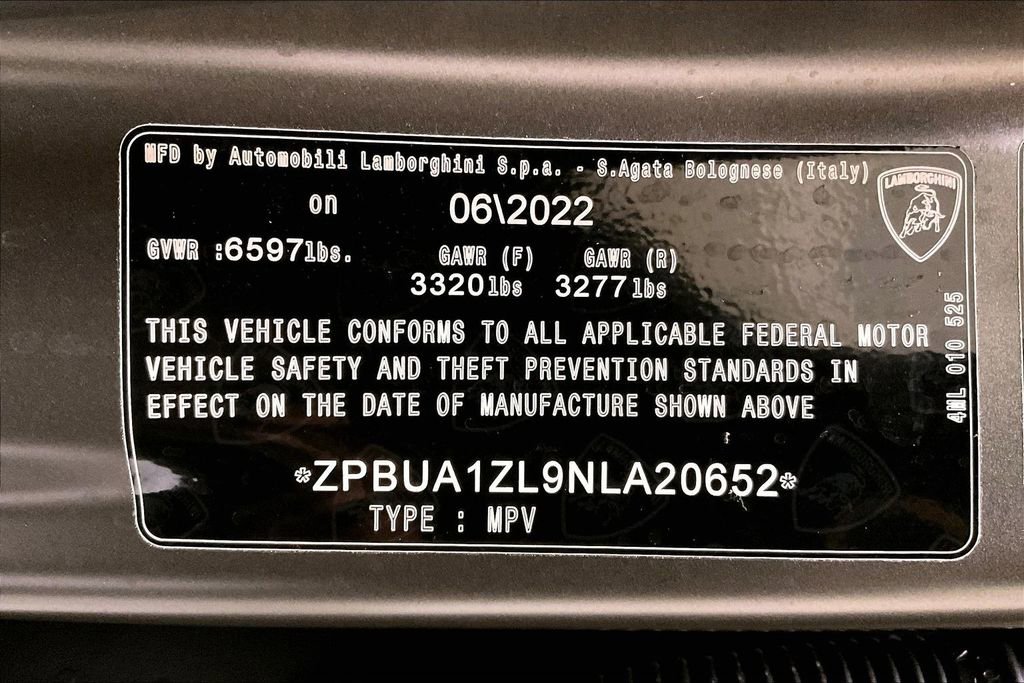 MFD by Automobili Lamborghini S.p.a. - S.Agata Bolognese (Italy)
LAMBORGHINI
on 06\2022
GVWR :6597lbs. GAWR (F) GAWR (R)
3320lbs 3277lbs
THIS VEHICLE CONFORMS TO ALL APPLICABLE FEDERAL MOTOR
VEHICLE SAFETY AND THEFT PREVENTION STANDARDS IN
EFFECT ON THE DATE OF MANUFACTURE SHOWN ABOVE
4ML 010 525
*ZPBUA1ZL9NLA20652*
TYPE : MPV